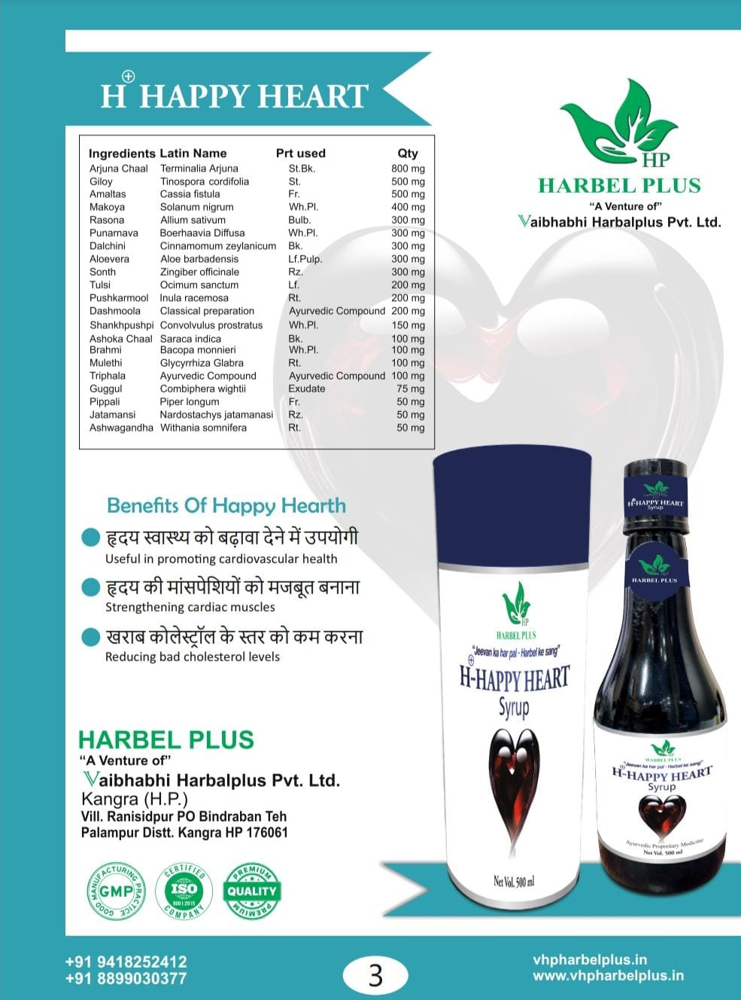 H+ HAPPY HEART
HP
HARBEL PLUS
“A Venture of”
Vaibhabhi Harbalplus Pvt. Ltd.
Ingredients Latin Name Prt used Qty
Arjuna Chaal Terminalia Arjuna St.Bk. 800 mg
Giloy Tinospora cordifolia St. 500 mg
Amaltas Cassia fistula Fr. 500 mg
Makoya Solanum nigrum Wh.Pl. 400 mg
Rasona Allium sativum Bulb. 300 mg
Punarnava Boerhaavia Diffusa Wh.Pl. 300 mg
Dalchini Cinnamomum zeylanicum Bk. 300 mg
Aloevera Aloe barbadensis Lf.Pulp. 300 mg
Sonth Zingiber officinale Rz. 300 mg
Tulsi Ocimum sanctum Lf. 200 mg
Pushkarmool Inula racemosa Rt. 200 mg
Dashmoola Classical preparation Ayurvedic Compound 200 mg
Shankhpushpi Convolvulus prostratus Wh.Pl. 150 mg
Ashoka Chaal Saraca indica Bk. 100 mg
Brahmi Bacopa monnieri Wh.Pl. 100 mg
Mulethi Glycyrrhiza Glabra Rt. 100 mg
Triphala Ayurvedic Compound Ayurvedic Compound 100 mg
Guggul Combiphera wightii Exudate 75 mg
Pippali Piper longum Fr. 50 mg
Jatamansi Nardostachys jatamanasi Rz. 50 mg
Ashwagandha Withania somnifera Rt. 50 mg
Benefits Of Happy Hearth
हृदय स्वास्थ्य को बढ़ावा देने में उपयोगी
Useful in promoting cardiovascular health
हृदय की मांसपेशियों को मजबूत बनाना
Strengthening cardiac muscles
खराब कोलेस्ट्रॉल के स्तर को कम करना
Reducing bad cholesterol levels
HARBEL PLUS
“A Venture of”
Vaibhabhi Harbalplus Pvt. Ltd.
Kangra (H.P.)
Vill. Ranisidpur PO Bindraban Teh
Palampur Distt. Kangra HP 176061
GOOD MANUFACTURING PRACTICE
GMP
CERTIFIED
ISO
9001:2015
COMPANY
PREMIUM
QUALITY
PREMIUM
HP
HARBEL PLUS
"Jeevan ka har pal - Harbel ke sang"
H+-HAPPY HEART
Syrup
Net Vol. 500 ml
H+-HAPPY HEART
Syrup
HP
HARBEL PLUS
HP
HARBEL PLUS
"Jeevan ka har pal - Harbel ke sang"
H+-HAPPY HEART
Syrup
Ayurvedic Propreitary Medicine
Net Vol. 500 ml
+91 9418252412
+91 8899030377
3
vhpharbelplus.in
www.vhpharbelplus.in